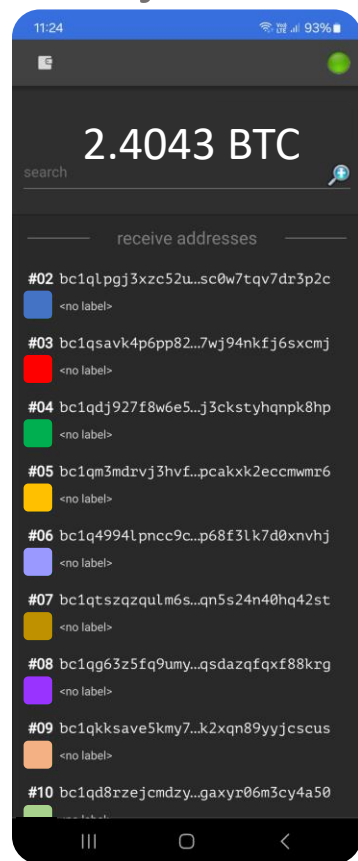 11:24 93%
2.4043 BTC
search
receive addresses
#02 bc1qlpgj3xzc52u…sc0w7tqv7dr3p2c
<no label>
#03 bc1qsavk4p6pp82…7wj94nkfj6sxcmj
<no label>
#04 bc1qdj927f8w6e5…j3ckstyhqnpk8hp
<no label>
#05 bc1qm3mdrvj3hvf…pcakxk2eccmwmr6
<no label>
#06 bc1q4994lpncc9c…p68f3lk7d0xnvhj
<no label>
#07 bc1qtszqzqulm6s…qn5s24n40hq42st
<no label>
#08 bc1qg63z5fq9umy…qsdazqfqxf88krg
<no label>
#09 bc1qkksave5kmy7…k2xqn89yyjcscus
<no label>
#10 bc1qd8rzejcmdzy…gaxyr06m3cy4a50